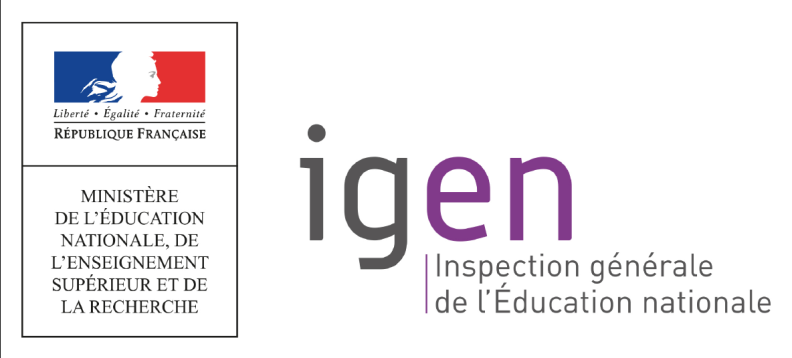 Liberté • Égalité • Fraternité
RÉPUBLIQUE FRANÇAISE
MINISTÈRE
DE L'ÉDUCATION
NATIONALE, DE
L'ENSEIGNEMENT
SUPÉRIEUR ET DE
LA RECHERCHE
igen
Inspection générale
de l'Éducation nationale